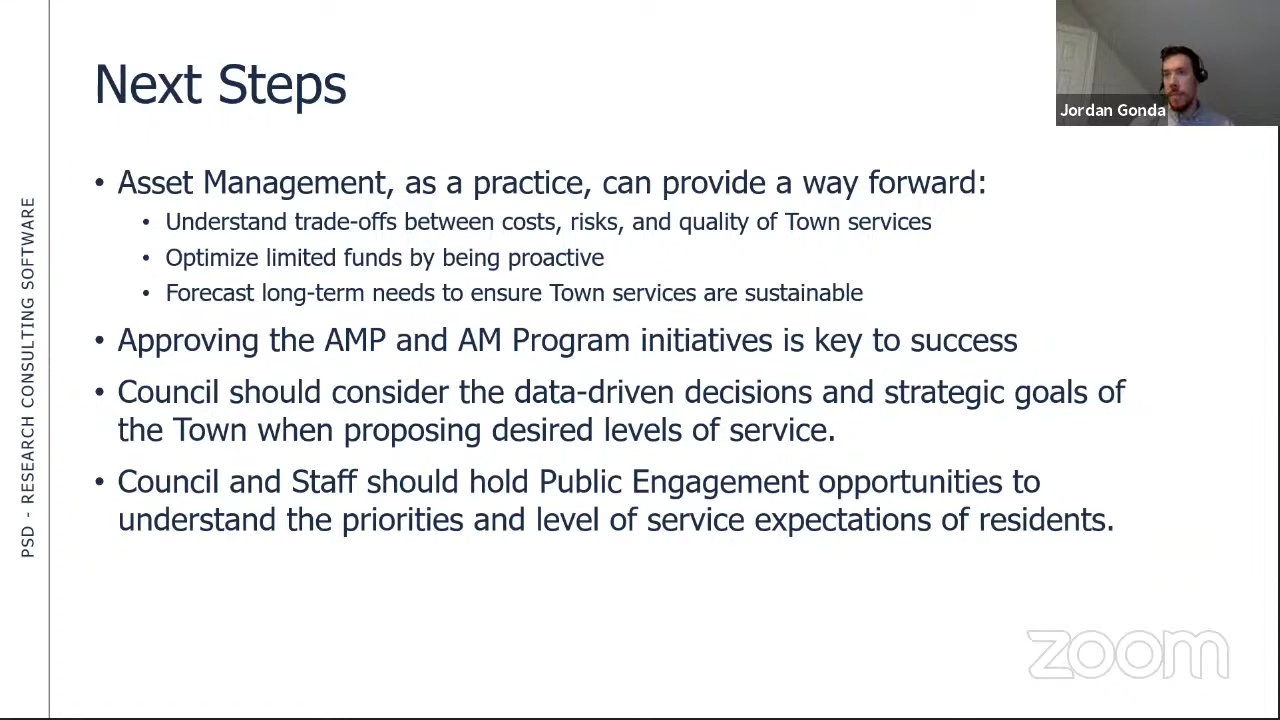 Next Steps
Jordan Gonda
• Asset Management, as a practice, can provide a way forward:
• Understand trade-offs between costs, risks, and quality of Town services
• Optimize limited funds by being proactive
• Forecast long-term needs to ensure Town services are sustainable
• Approving the AMP and AM Program initiatives is key to success
• Council should consider the data-driven decisions and strategic goals of
the Town when proposing desired levels of service.
• Council and Staff should hold Public Engagement opportunities to
understand the priorities and level of service expectations of residents.
PSD - RESEARCH CONSULTING SOFTWARE
zoom